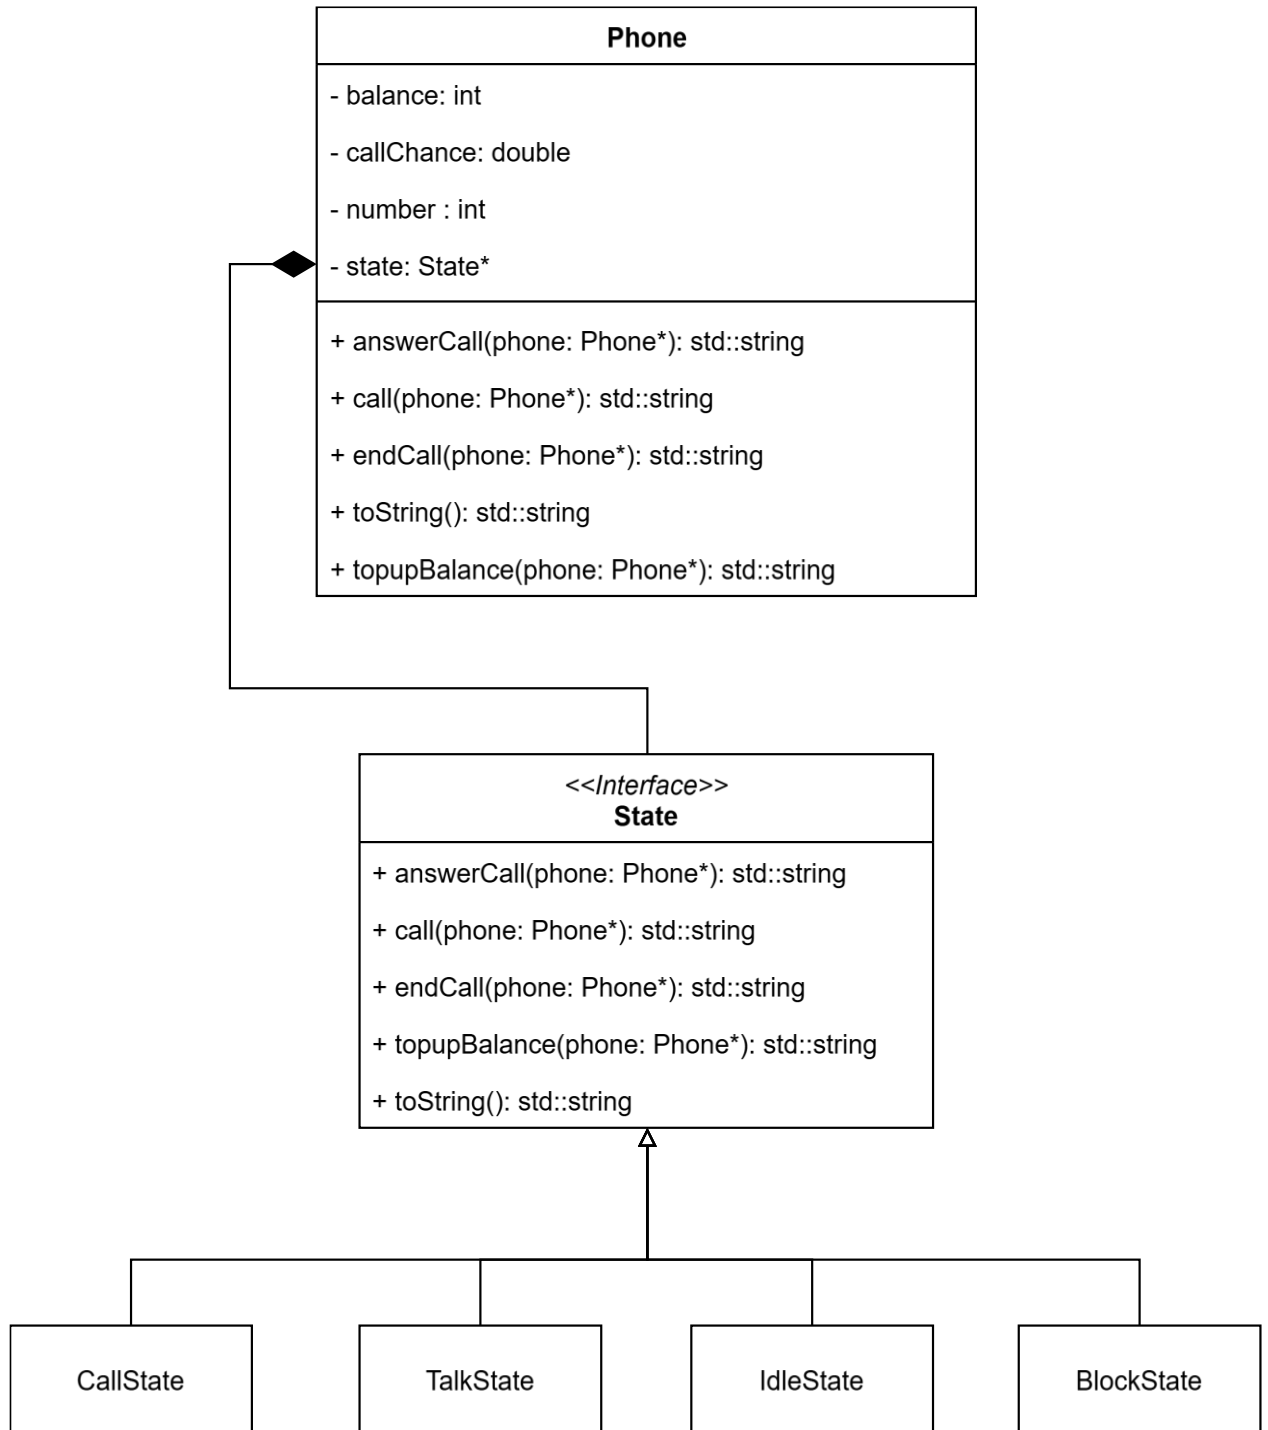 Phone
- balance: int
- callChance: double
- number : int
- state: State*
+ answerCall(phone: Phone*): std::string
+ call(phone: Phone*): std::string
+ endCall(phone: Phone*): std::string
+ toString(): std::string
+ topupBalance(phone: Phone*): std::string
<<Interface>>
State
+ answerCall(phone: Phone*): std::string
+ call(phone: Phone*): std::string
+ endCall(phone: Phone*): std::string
+ topupBalance(phone: Phone*): std::string
+ toString(): std::string
CallState
TalkState
IdleState
BlockState